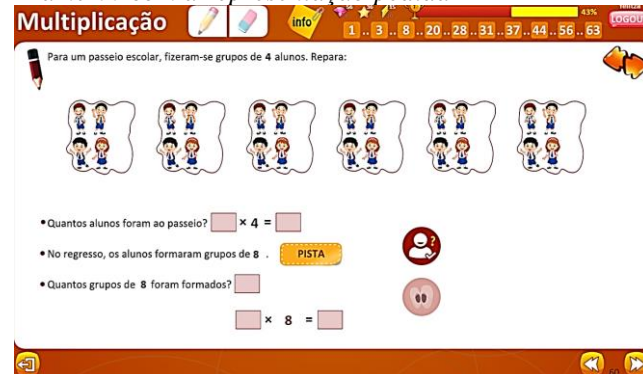 Multiplicação
info
43%
LOGOU
1 .. 3 .. 8 .. 20 .. 28 .. 31 .. 37 .. 44 .. 56 .. 63
Para um passeio escolar, fizeram-se grupos de 4 alunos. Repara:
• Quantos alunos foram ao passeio? × 4 =
• No regresso, os alunos formaram grupos de 8 . PISTA
• Quantos grupos de 8 foram formados?
× 8 =
60